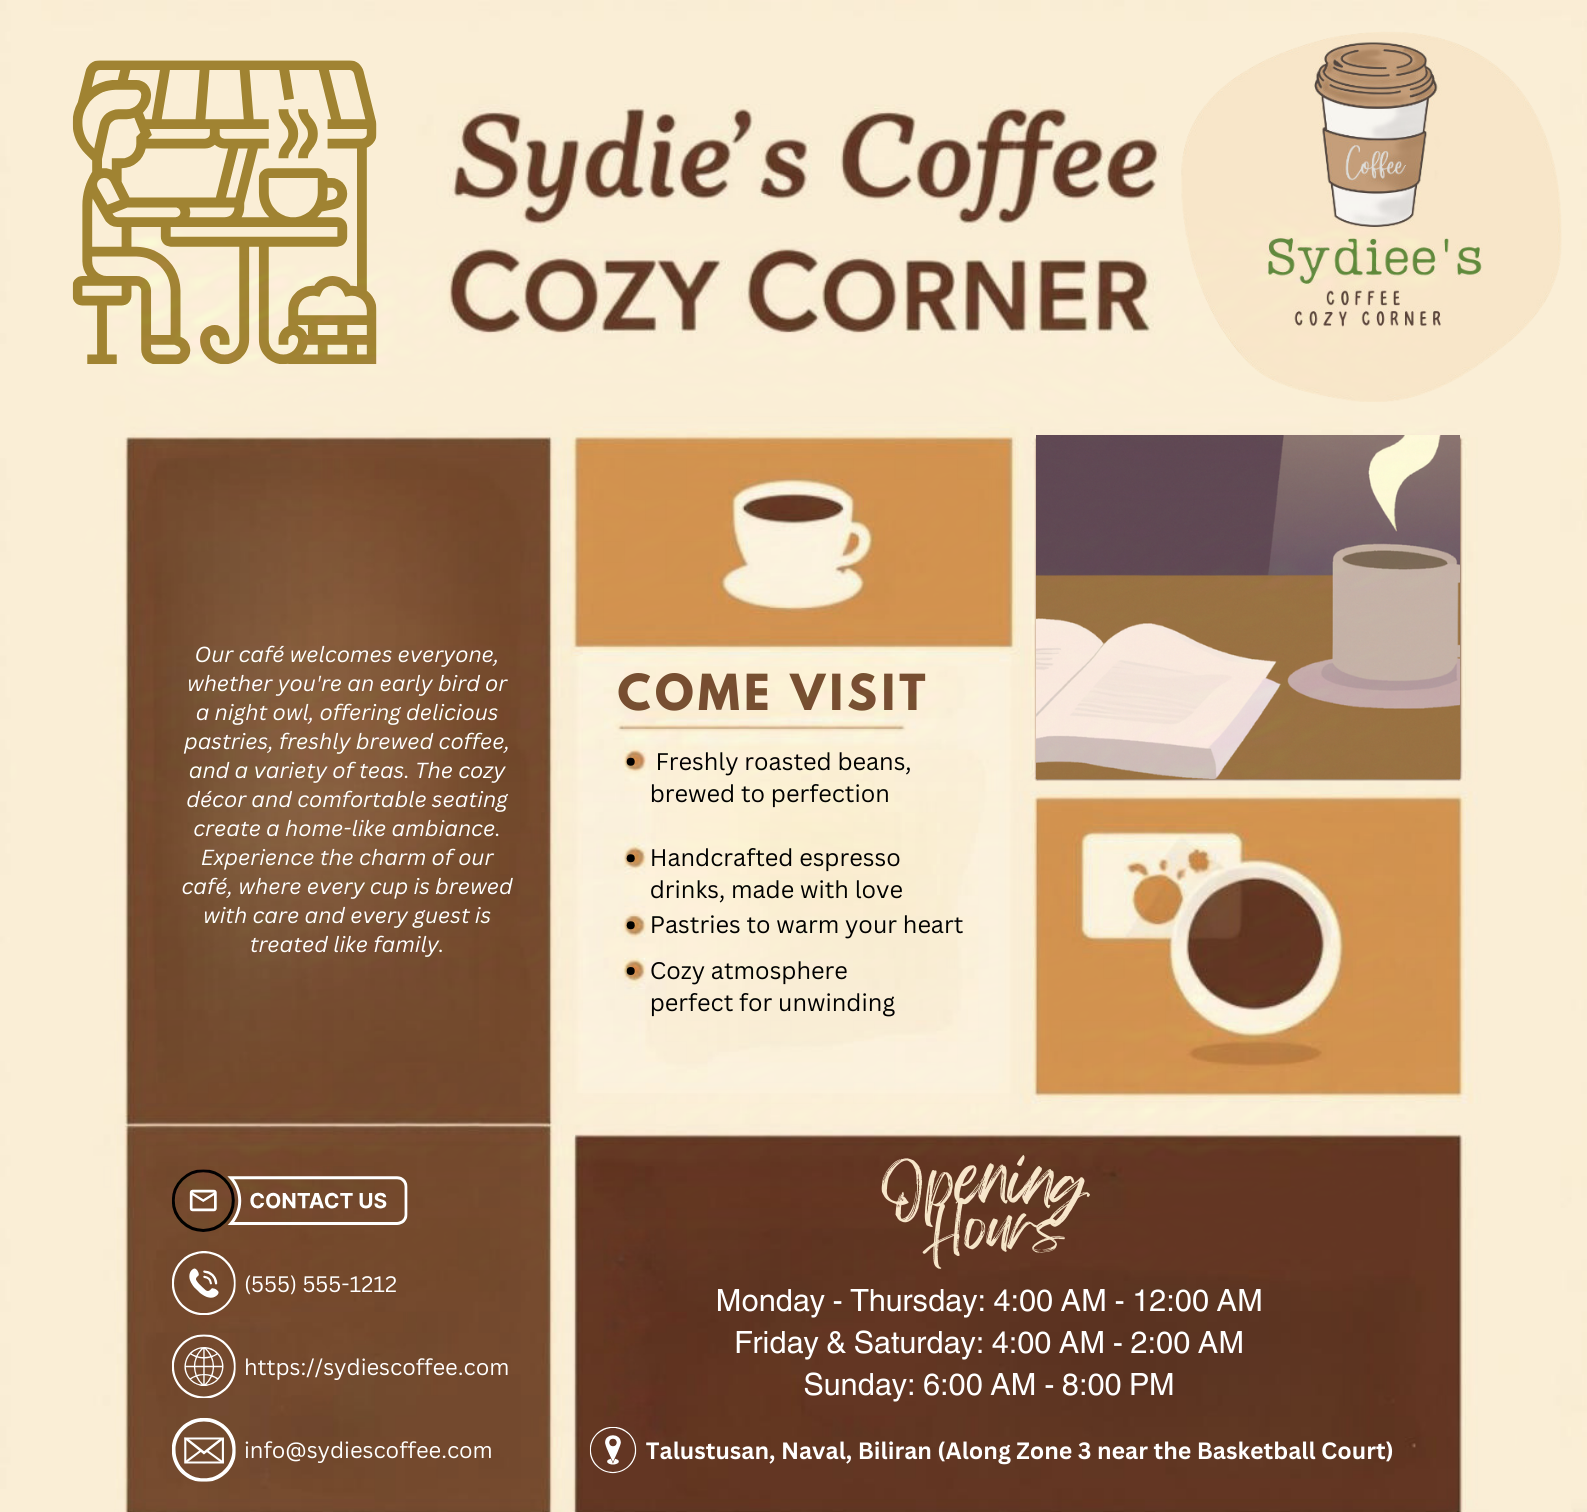 Sydie's Coffee
COZY CORNER
Coffee
Sydiee's
COFFEE
COZY CORNER
Our café welcomes everyone,
whether you're an early bird or
a night owl, offering delicious
pastries, freshly brewed coffee,
and a variety of teas. The cozy
décor and comfortable seating
create a home-like ambiance.
Experience the charm of our
café, where every cup is brewed
with care and every guest is
treated like family.
COME VISIT
Freshly roasted beans,
brewed to perfection
Handcrafted espresso
drinks, made with love
Pastries to warm your heart
Cozy atmosphere
perfect for unwinding
CONTACT US
(555) 555-1212
https://sydiescoffee.com
info@sydiescoffee.com
Opening
Hours
Monday - Thursday: 4:00 AM - 12:00 AM
Friday & Saturday: 4:00 AM - 2:00 AM
Sunday: 6:00 AM - 8:00 PM
Talustusan, Naval, Biliran (Along Zone 3 near the Basketball Court)